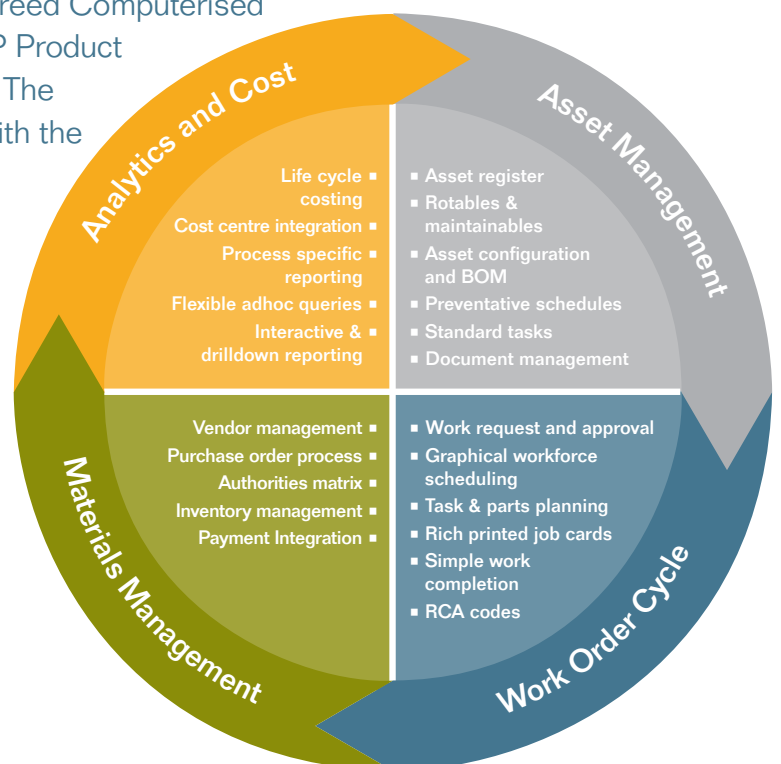 reed Computerised
P Product
The
ith the
Analytics and Cost
Life cycle
costing
Cost centre integration
Process specific
reporting
Flexible adhoc queries
Interactive &
drilldown reporting
Asset Management
Asset register
Rotables &
maintainables
Asset configuration
and BOM
Preventative schedules
Standard tasks
Document management
Materials Management
Vendor management
Purchase order process
Authorities matrix
Inventory management
Payment Integration
Work Order Cycle
Work request and approval
Graphical workforce
scheduling
Task & parts planning
Rich printed job cards
Simple work
completion
RCA codes